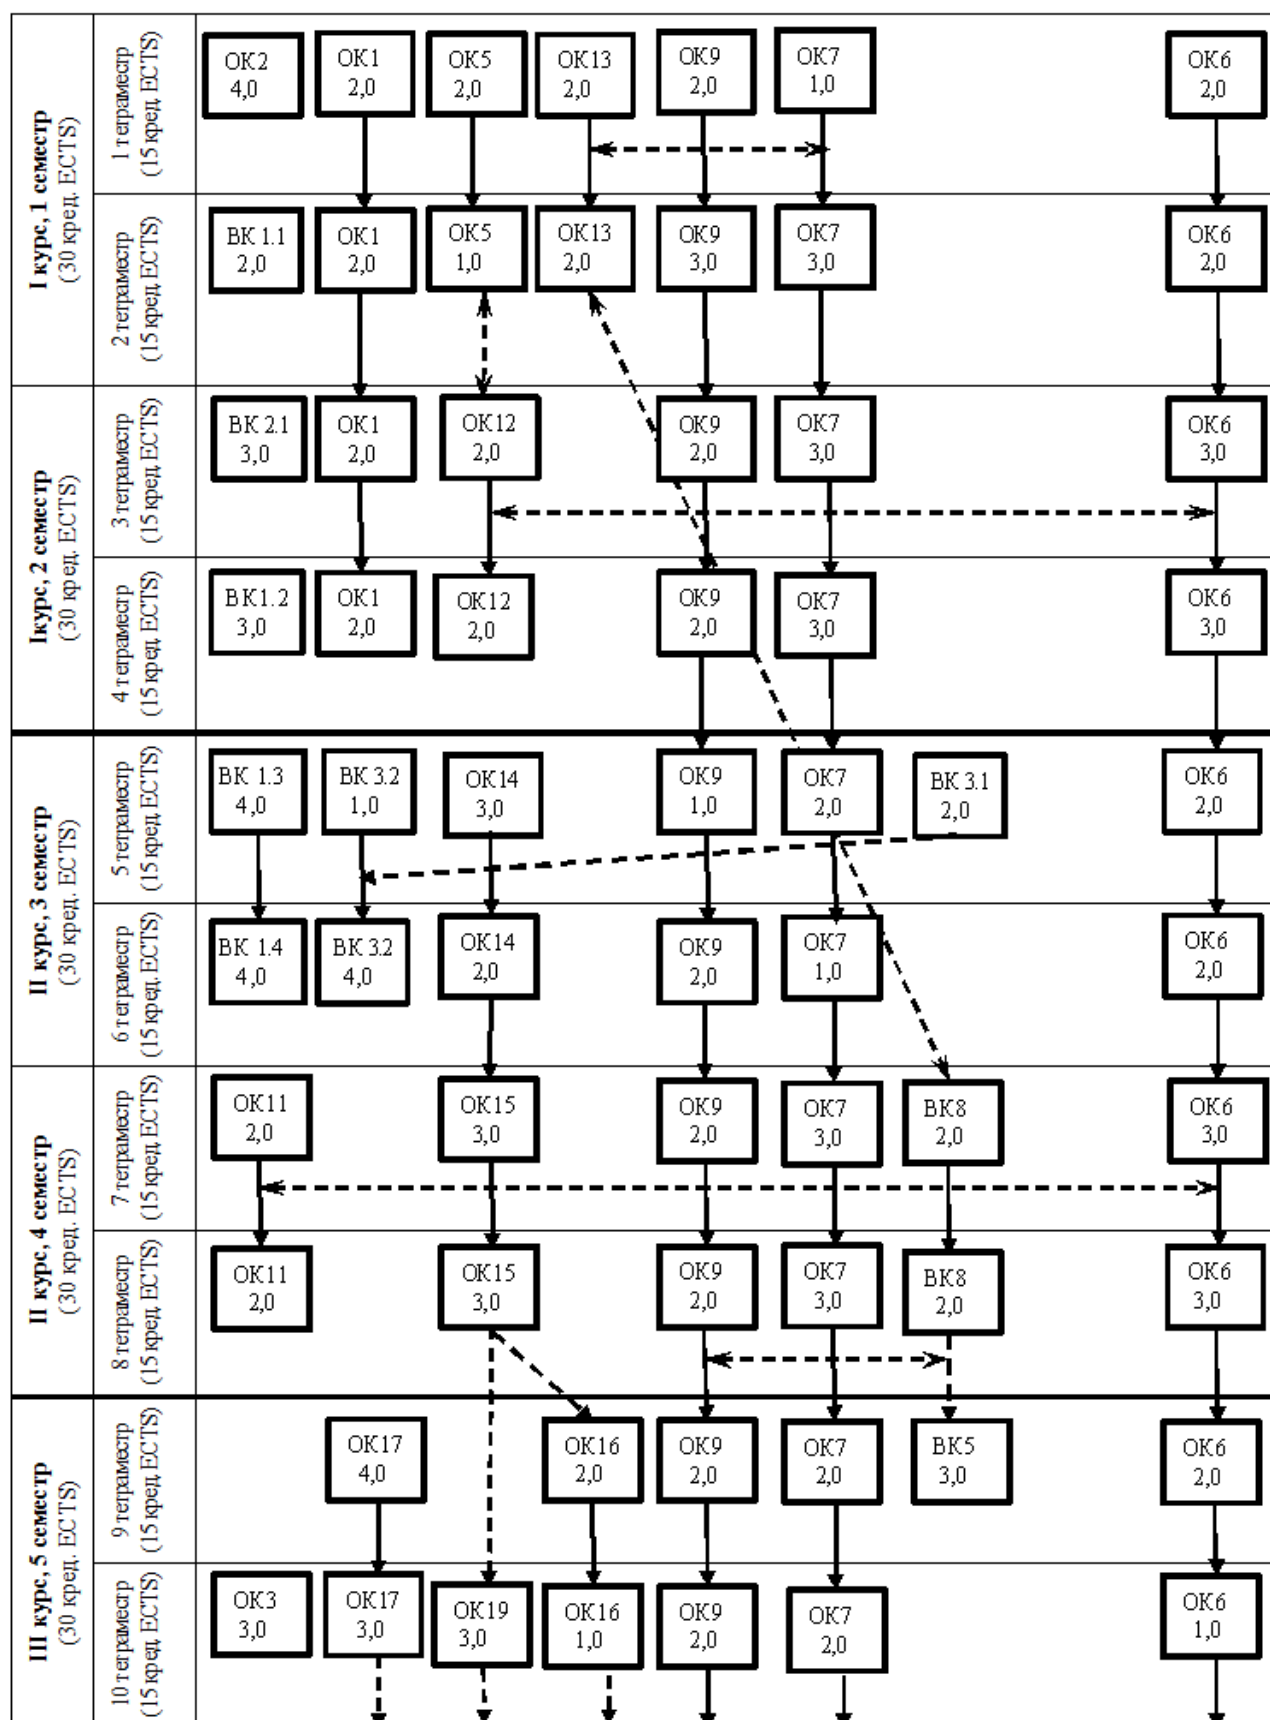 I курс, 1 семестр
(30 кред. ECTS)
1 тетраместр
(15 кред. ECTS)
ОК2
4,0
ОК1
2,0
ОК5
2,0
ОК13
2,0
ОК9
2,0
ОК7
1,0
ОК6
2,0
2 тетраместр
(15 кред. ECTS)
ВК 1.1
2,0
ОК1
2,0
ОК5
1,0
ОК13
2,0
ОК9
3,0
ОК7
3,0
ОК6
2,0
Iкурс, 2 семестр
(30 кред. ECTS)
3 тетраместр
(15 кред. ECTS)
ВК 2.1
3,0
ОК1
2,0
ОК12
2,0
ОК9
2,0
ОК7
3,0
ОК6
3,0
4 тетраместр
(15 кред. ECTS)
ВК1.2
3,0
ОК1
2,0
ОК12
2,0
ОК9
2,0
ОК7
3,0
ОК6
3,0
II курс, 3 семестр
(30 кред. ECTS)
5 тетраместр
(15 кред. ECTS)
ВК 1.3
4,0
ВК 3.2
1,0
ОК14
3,0
ОК9
1,0
ОК7
2,0
ВК 3.1
2,0
ОК6
2,0
6 тетраместр
(15 кред. ECTS)
ВК 1.4
4,0
ВК 3.2
4,0
ОК14
2,0
ОК9
2,0
ОК7
1,0
ОК6
2,0
II курс, 4 семестр
(30 кред. ECTS)
7 тетраместр
(15 кред. ECTS)
ОК11
2,0
ОК15
3,0
ОК9
2,0
ОК7
3,0
ВК8
2,0
ОК6
3,0
8 тетраместр
(15 кред. ECTS)
ОК11
2,0
ОК15
3,0
ОК9
2,0
ОК7
3,0
ВК8
2,0
ОК6
3,0
III курс, 5 семестр
(30 кред. ECTS)
9 тетраместр
(15 кред. ECTS)
ОК17
4,0
ОК16
2,0
ОК9
2,0
ОК7
2,0
ВК5
3,0
ОК6
2,0
10 тетраместр
(15 кред. ECTS)
ОК3
3,0
ОК17
3,0
ОК19
3,0
ОК16
1,0
ОК9
2,0
ОК7
2,0
ОК6
1,0